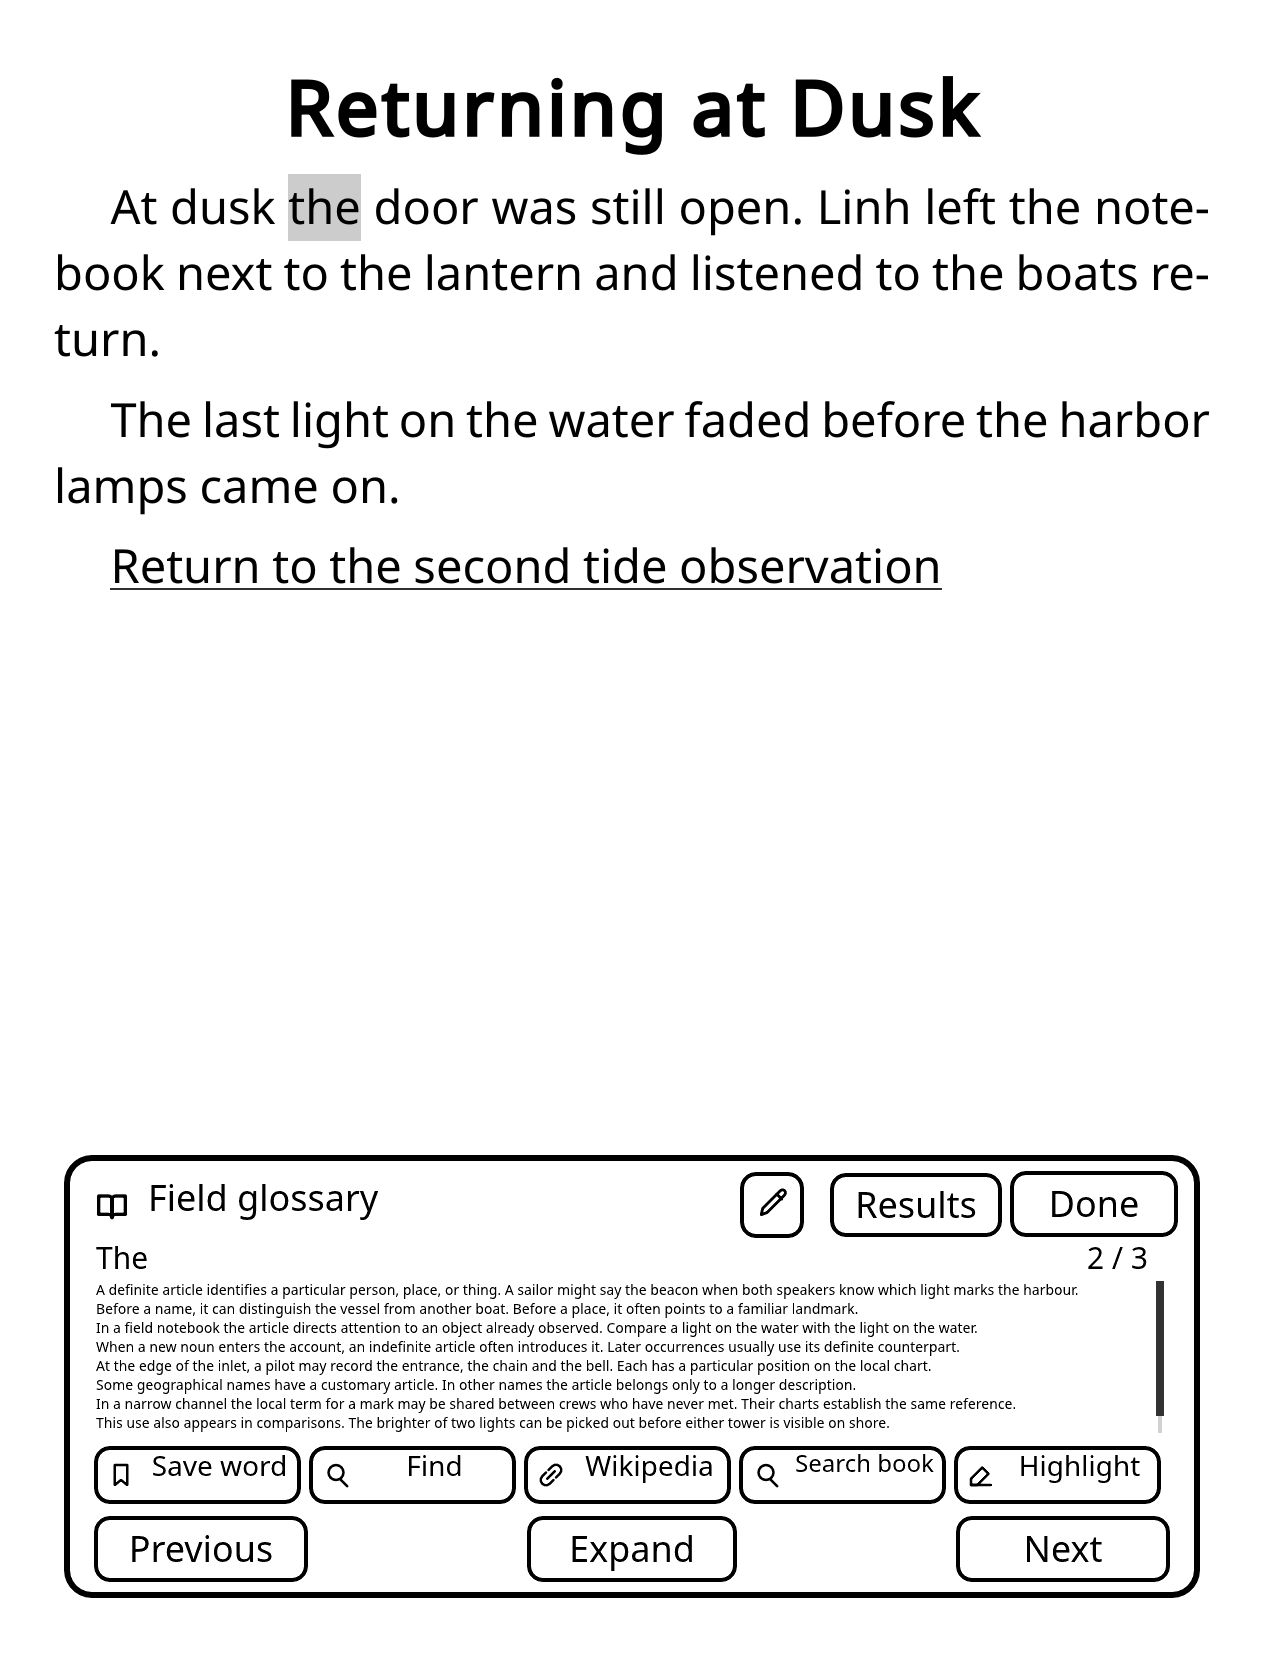 Returning at Dusk
At dusk the door was still open. Linh left the note-
book next to the lantern and listened to the boats re-
turn.
The last light on the water faded before the harbor
lamps came on.
Return to the second tide observation
Field glossary
Results
Done
The
2 / 3
A definite article identifies a particular person, place, or thing. A sailor might say the beacon when both speakers know which light marks the harbour.
Before a name, it can distinguish the vessel from another boat. Before a place, it often points to a familiar landmark.
In a field notebook the article directs attention to an object already observed. Compare a light on the water with the light on the water.
When a new noun enters the account, an indefinite article often introduces it. Later occurrences usually use its definite counterpart.
At the edge of the inlet, a pilot may record the entrance, the chain and the bell. Each has a particular position on the local chart.
Some geographical names have a customary article. In other names the article belongs only to a longer description.
In a narrow channel the local term for a mark may be shared between crews who have never met. Their charts establish the same reference.
This use also appears in comparisons. The brighter of two lights can be picked out before either tower is visible on shore.
Save word
Find
Wikipedia
Search book
Highlight
Previous
Expand
Next